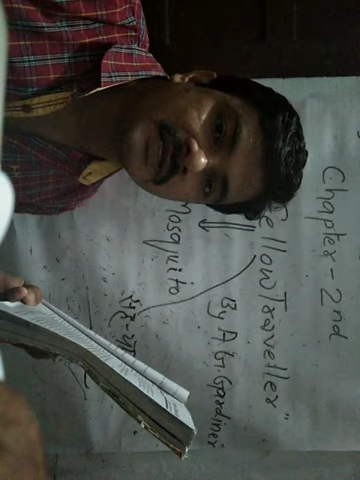 Chapter-2nd
Fellow Traveller"
By A.G. Gardiner
Mosquito